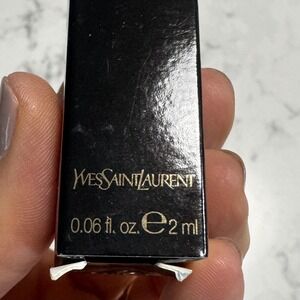 YVESSAINTLAURENT
0.06 fl. oz. ℮ 2 ml